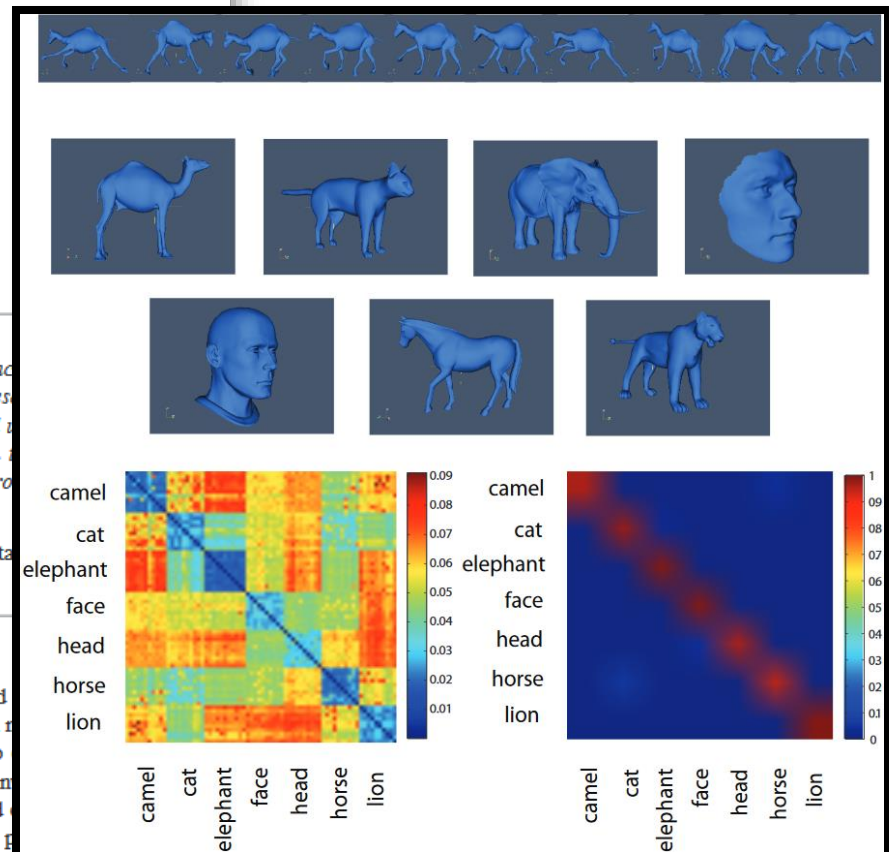 camel
cat
elephant
face
head
horse
lion
0.09
0.08
0.07
0.06
0.05
0.04
0.03
0.02
0.01
camel
cat
elephant
face
head
horse
lion
camel
cat
elephant
face
head
horse
lion
1
0.9
0.8
0.7
0.6
0.5
0.4
0.3
0.2
0.1
0
camel
cat
elephant
face
head
horse
lion